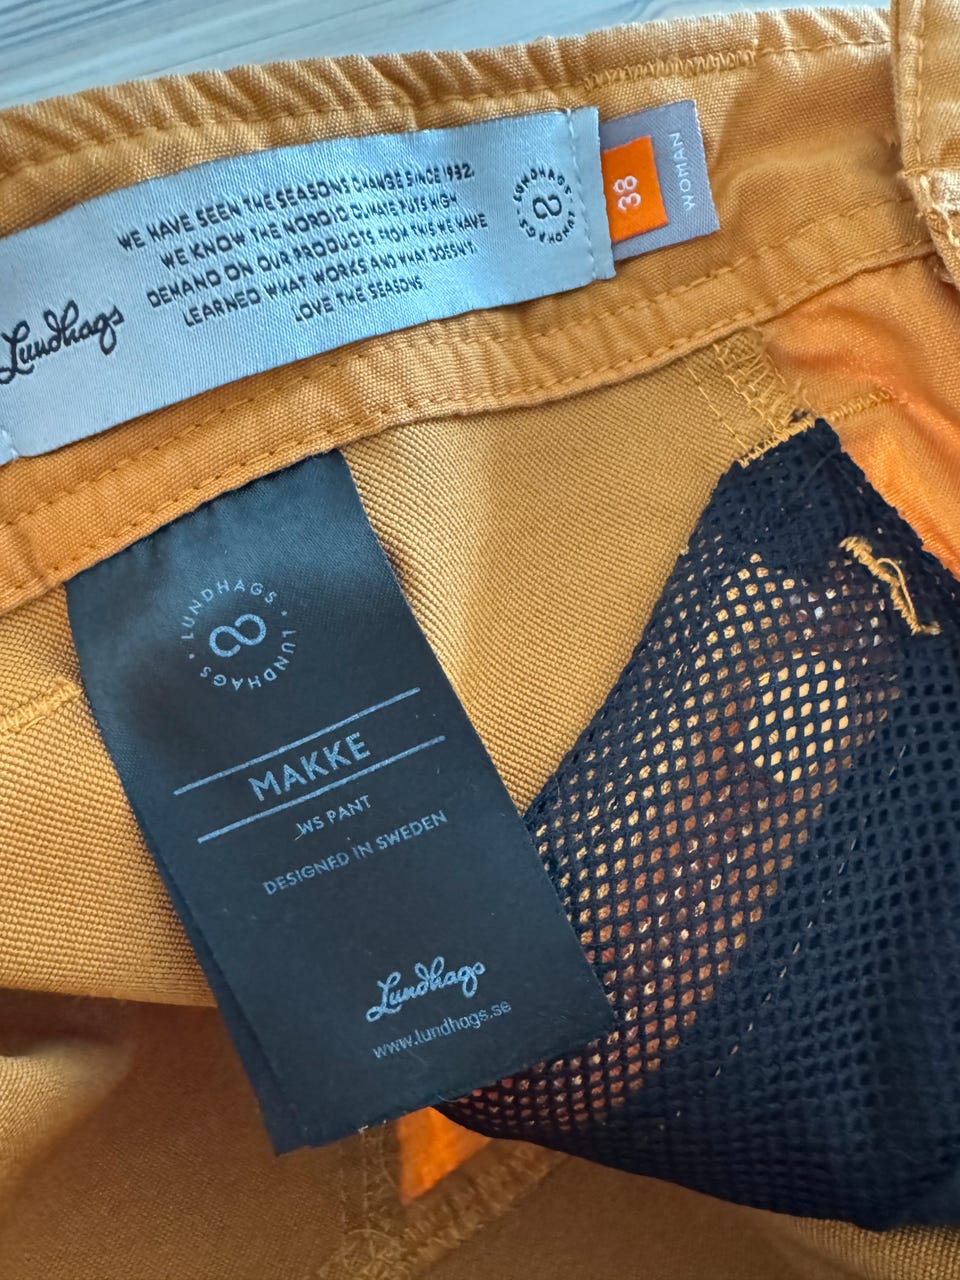 WE HAVE SEEN THE SEASONS CHANGE SINCE 1932.
WE KNOW THE NORDIC CLIMATE PUTS HIGH
DEMAND ON OUR PRODUCTS. FROM THIS WE HAVE
LEARNED WHAT WORKS AND WHAT DOESN'T.
LOVE THE SEASONS
Lundhags
LUNDHAGS · LUNDHAGS ·
38
WOMAN
LUNDHAGS · LUNDHAGS · LUNDHAGS
MAKKE
WS PANT
DESIGNED IN SWEDEN
Lundhags
www.lundhags.se